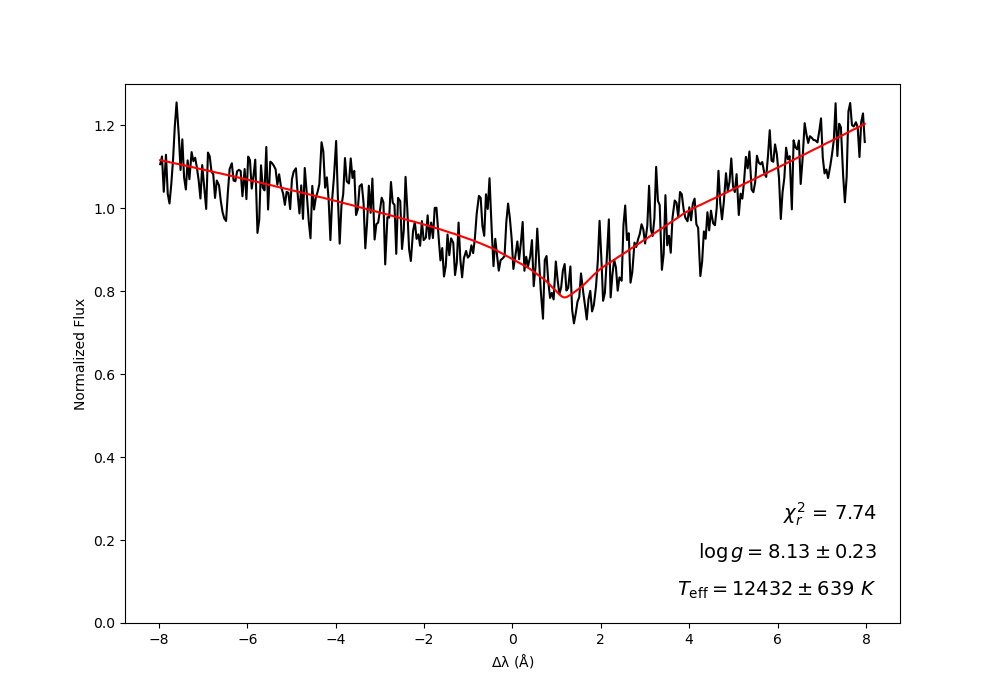 1.2
1.0
0.8
0.6
0.4
0.2
0.0
Normalized Flux
χ²ᵣ = 7.74
log g = 8.13 ± 0.23
T_eff = 12432 ± 639 K
−8 −6 −4 −2 0 2 4 6 8
Δλ (Å)